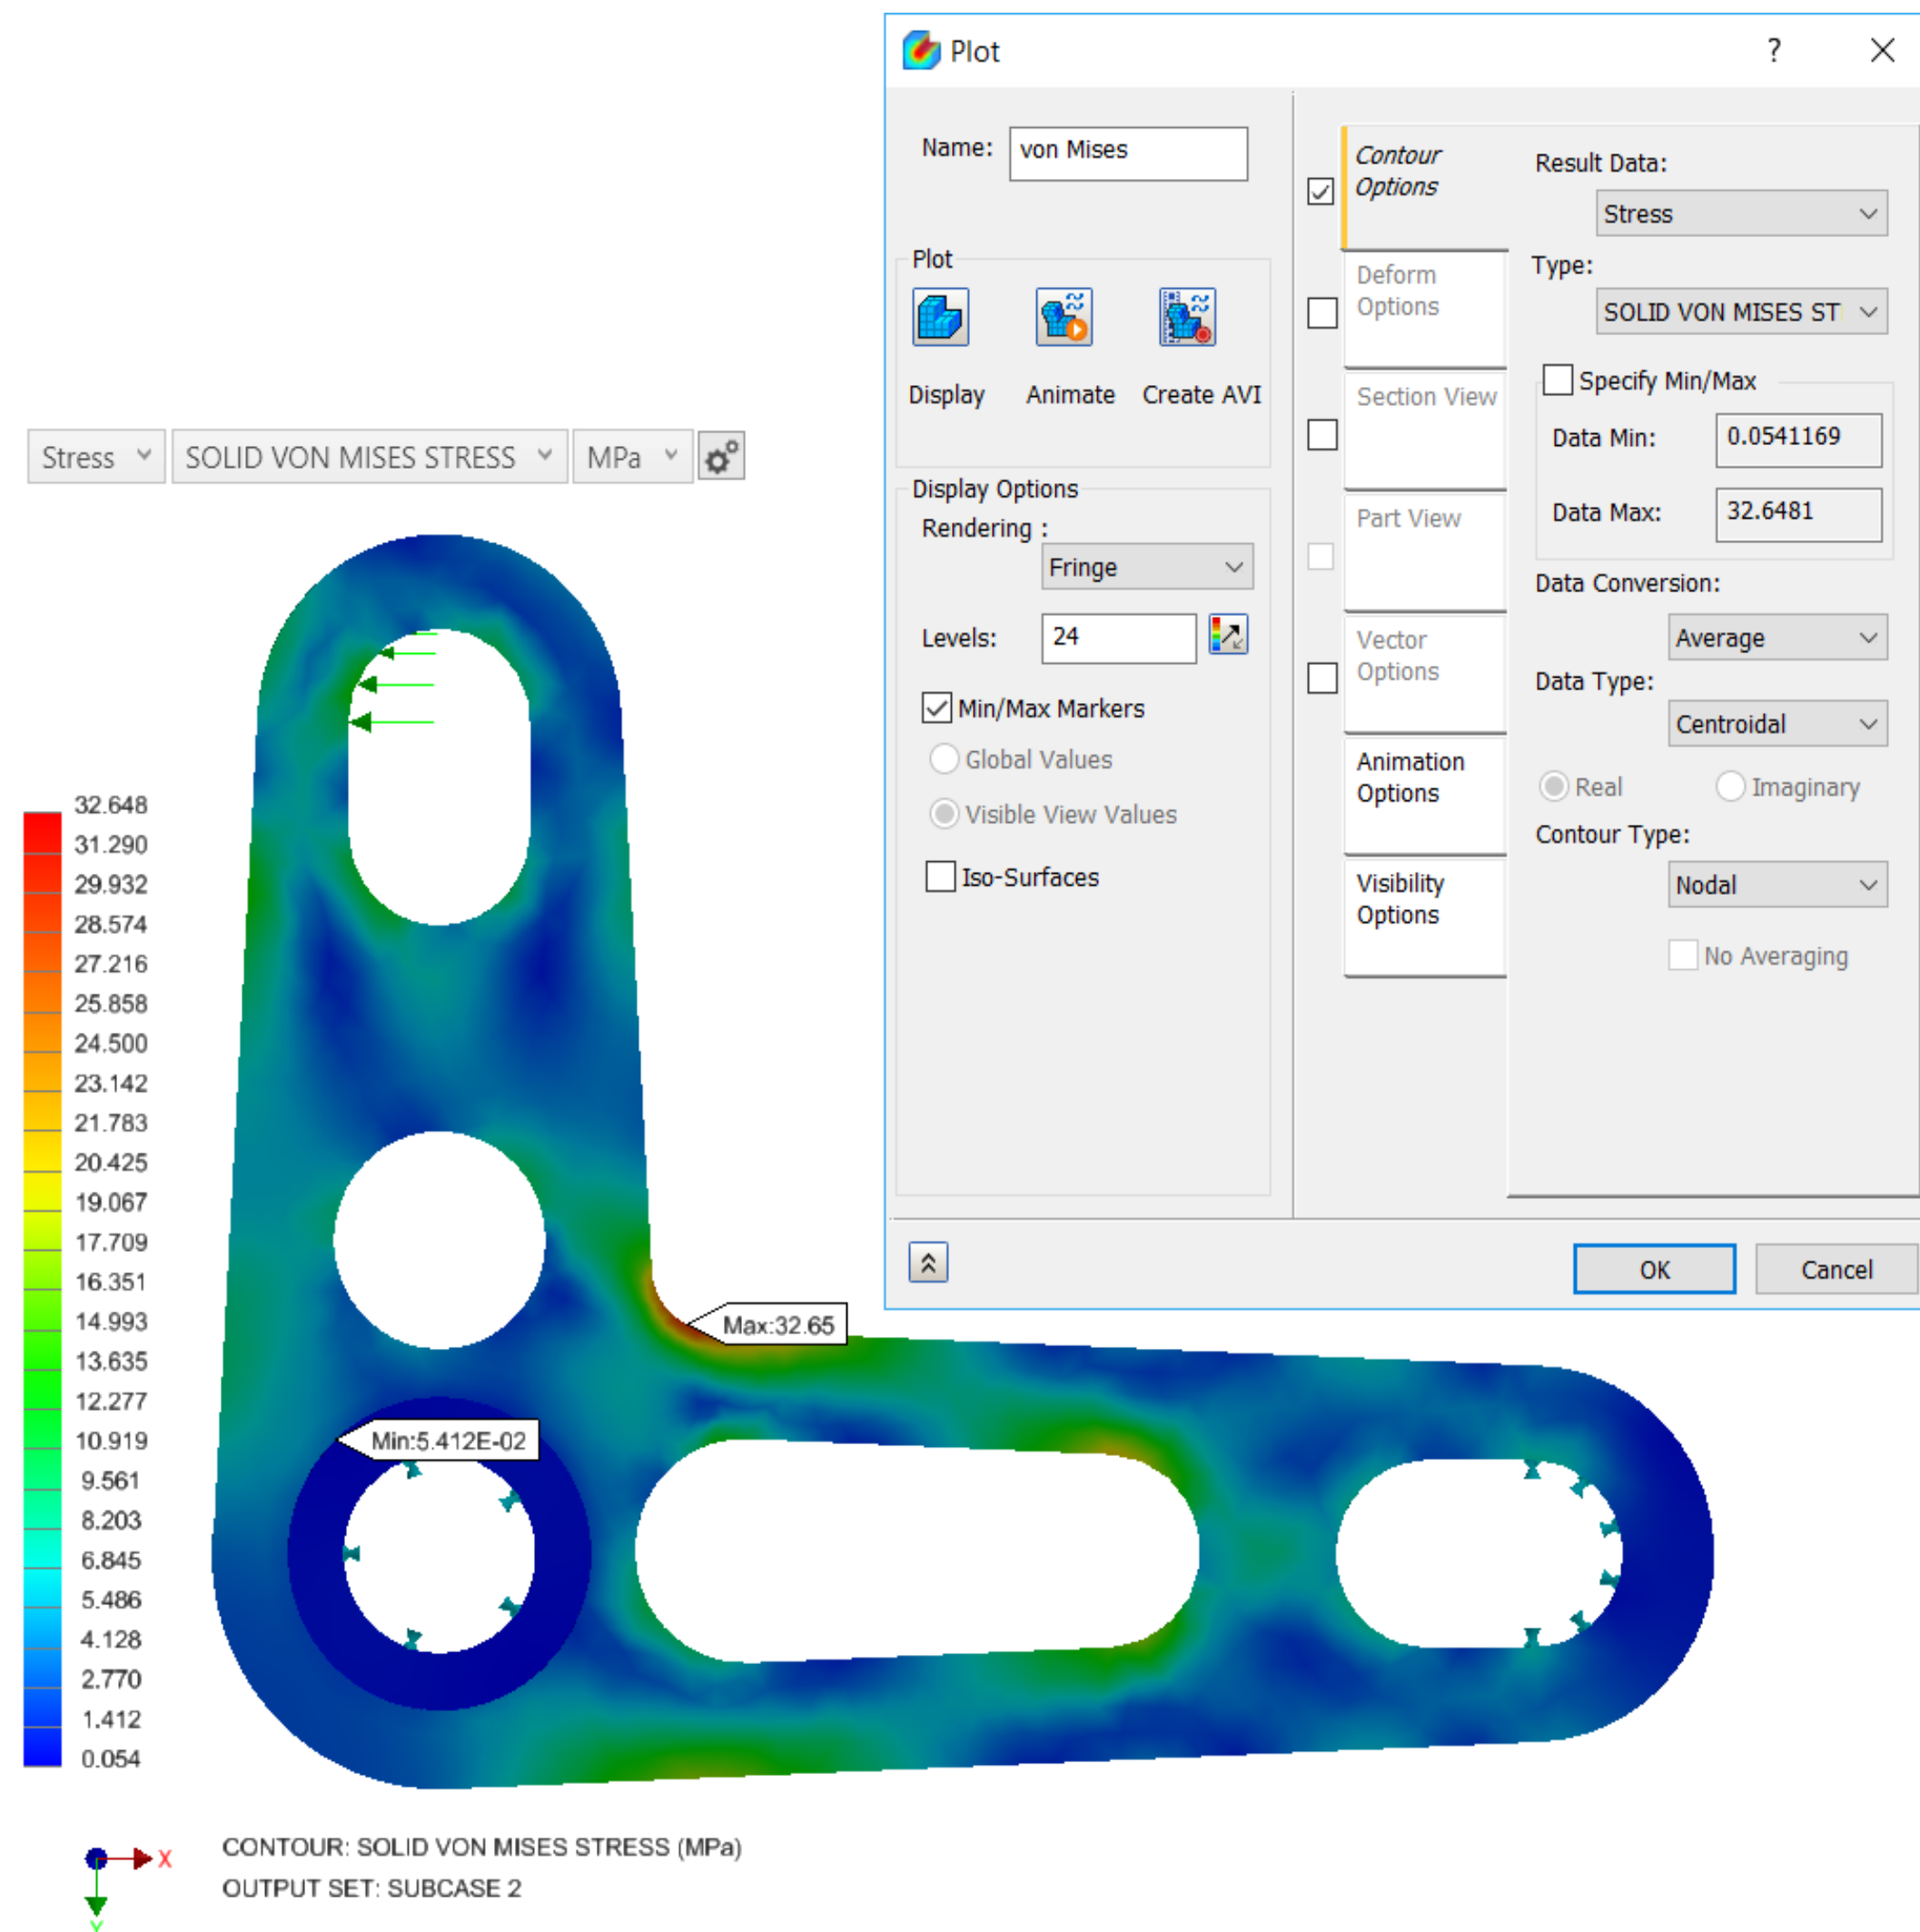 Plot
?
Name: von Mises
Plot
Display Animate Create AVI
Display Options
Rendering :
Fringe
Levels: 24
Min/Max Markers
Global Values
Visible View Values
Iso-Surfaces
Contour
Options
Deform
Options
Section View
Part View
Vector
Options
Animation
Options
Visibility
Options
Result Data:
Stress
Type:
SOLID VON MISES ST
Specify Min/Max
Data Min: 0.0541169
Data Max: 32.6481
Data Conversion:
Average
Data Type:
Centroidal
Real Imaginary
Contour Type:
Nodal
No Averaging
OK Cancel
Stress SOLID VON MISES STRESS MPa
32.648
31.290
29.932
28.574
27.216
25.858
24.500
23.142
21.783
20.425
19.067
17.709
16.351
14.993
13.635
12.277
10.919
9.561
8.203
6.845
5.486
4.128
2.770
1.412
0.054
Max:32.65
Min:5.412E-02
X
Y
CONTOUR: SOLID VON MISES STRESS (MPa)
OUTPUT SET: SUBCASE 2